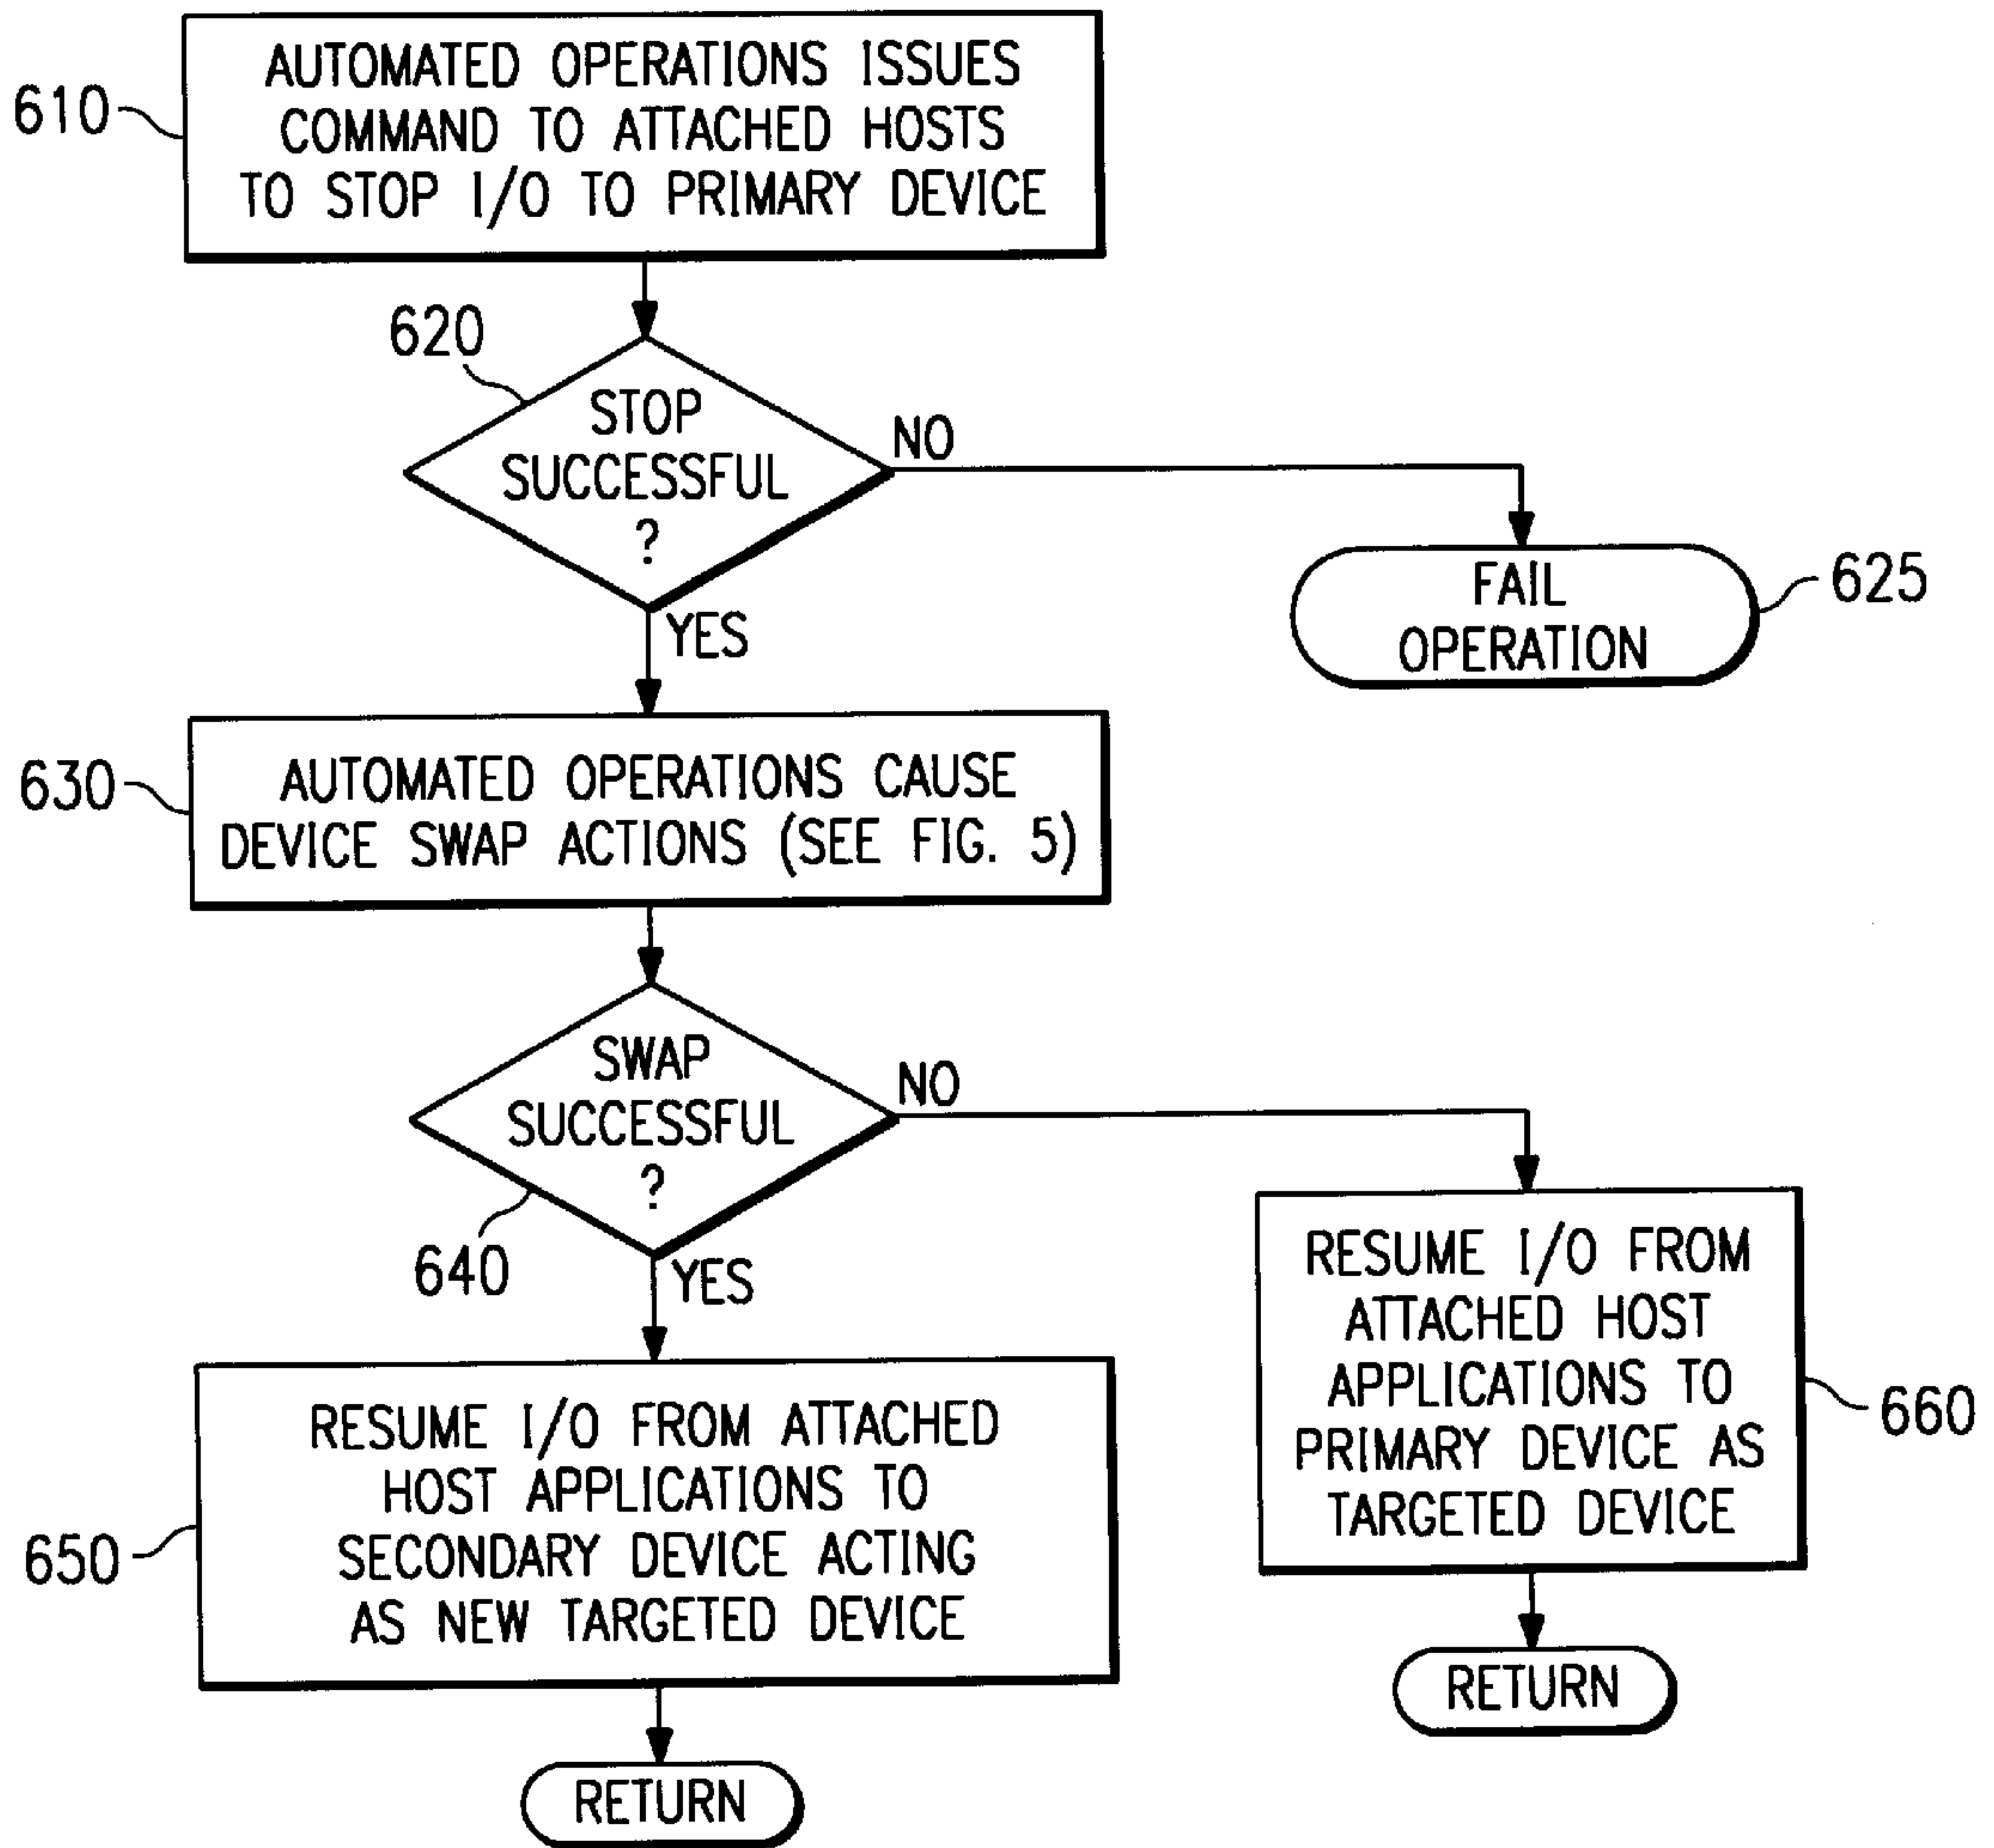 610
AUTOMATED OPERATIONS ISSUES
COMMAND TO ATTACHED HOSTS
TO STOP I/O TO PRIMARY DEVICE
620
STOP
SUCCESSFUL
?
NO
YES
FAIL
OPERATION
625
630
AUTOMATED OPERATIONS CAUSE
DEVICE SWAP ACTIONS (SEE FIG. 5)
SWAP
SUCCESSFUL
?
NO
640
YES
RESUME I/O FROM
ATTACHED HOST
APPLICATIONS TO
PRIMARY DEVICE AS
TARGETED DEVICE
660
RETURN
650
RESUME I/O FROM ATTACHED
HOST APPLICATIONS TO
SECONDARY DEVICE ACTING
AS NEW TARGETED DEVICE
RETURN